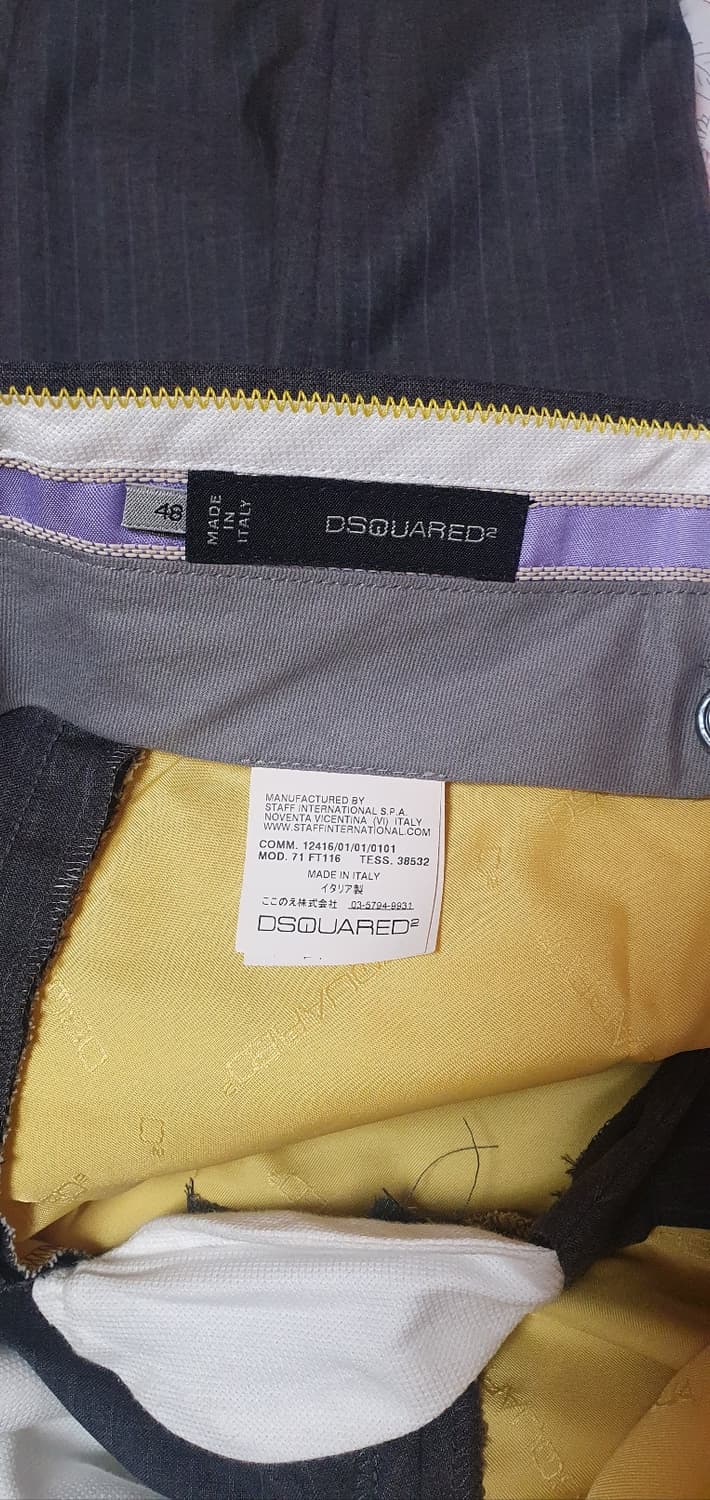 48
MADE
IN
ITALY
DSQUARED²
MANUFACTURED BY
STAFF INTERNATIONAL S.P.A.
NOVENTA VICENTINA (VI) ITALY
WWW.STAFFINTERNATIONAL.COM
COMM. 12416/01/01/0101
MOD. 71 FT116 TESS. 38532
MADE IN ITALY
イタリア製
ここのえ株式会社 03-5794-9931
DSQUARED²